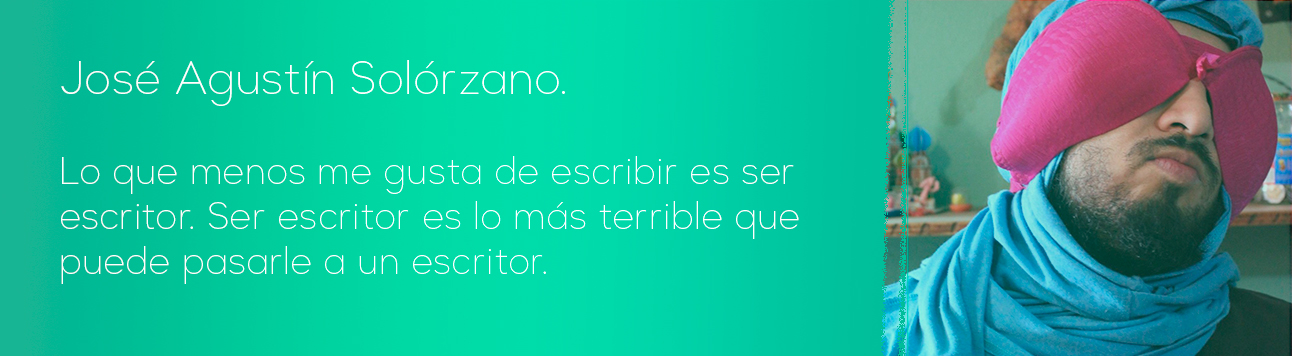 José Agustín Solórzano.
Lo que menos me gusta de escribir es ser
escritor. Ser escritor es lo más terrible que
puede pasarle a un escritor.